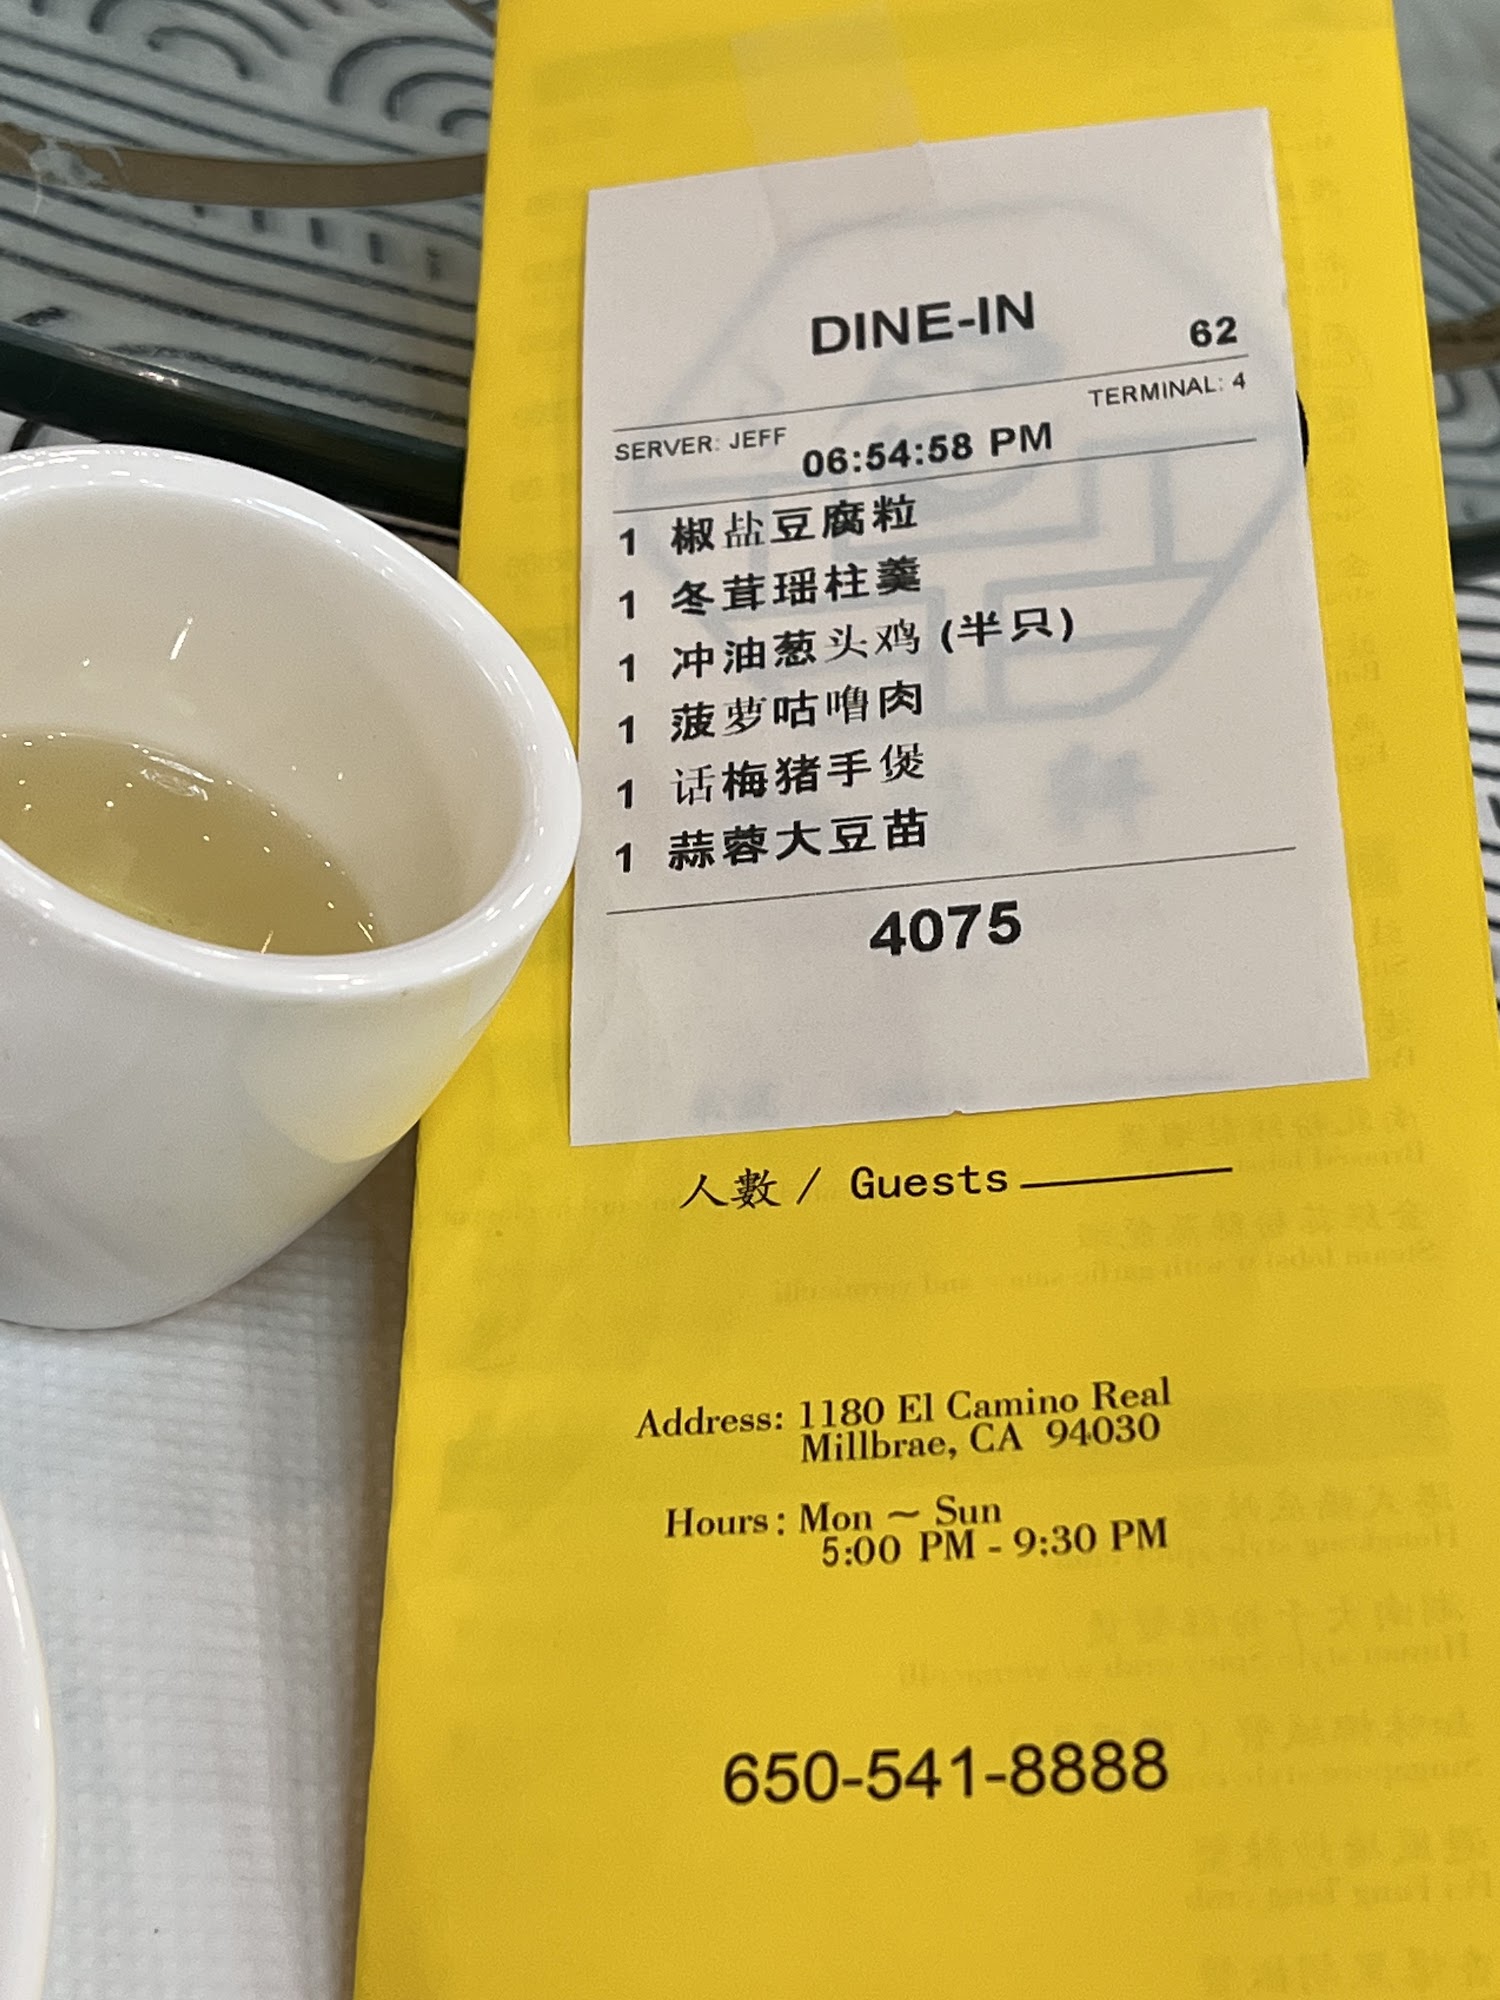 DINE-IN
62
SERVER: JEFF
TERMINAL: 4
06:54:58 PM
1 椒盐豆腐粒
1 冬茸瑶柱羹
1 冲油葱头鸡 (半只)
1 菠萝咕噜肉
1 话梅猪手煲
1 蒜蓉大豆苗
4075
人數 / Guests
Address: 1180 El Camino Real
Millbrae, CA 94030
Hours: Mon ~ Sun
5:00 PM - 9:30 PM
650-541-8888